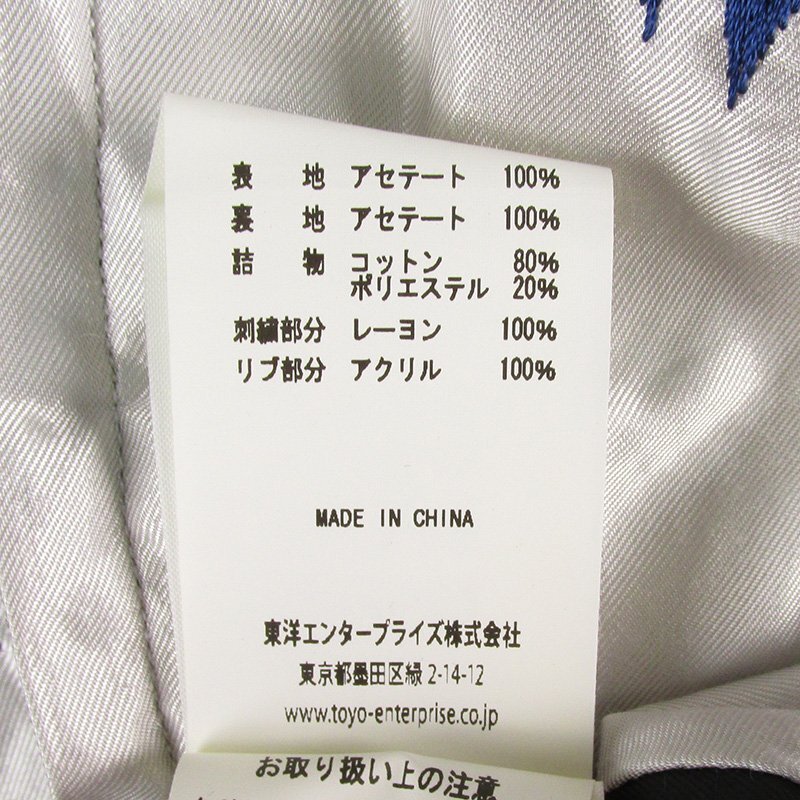 表 地 アセテート 100%
裏 地 アセテート 100%
詰 物 コットン 80%
ポリエステル 20%
刺繍部分 レーヨン 100%
リブ部分 アクリル 100%
MADE IN CHINA
東洋エンタープライズ株式会社
東京都墨田区緑 2-14-12
www.toyo-enterprise.co.jp
お取り扱い上の注意